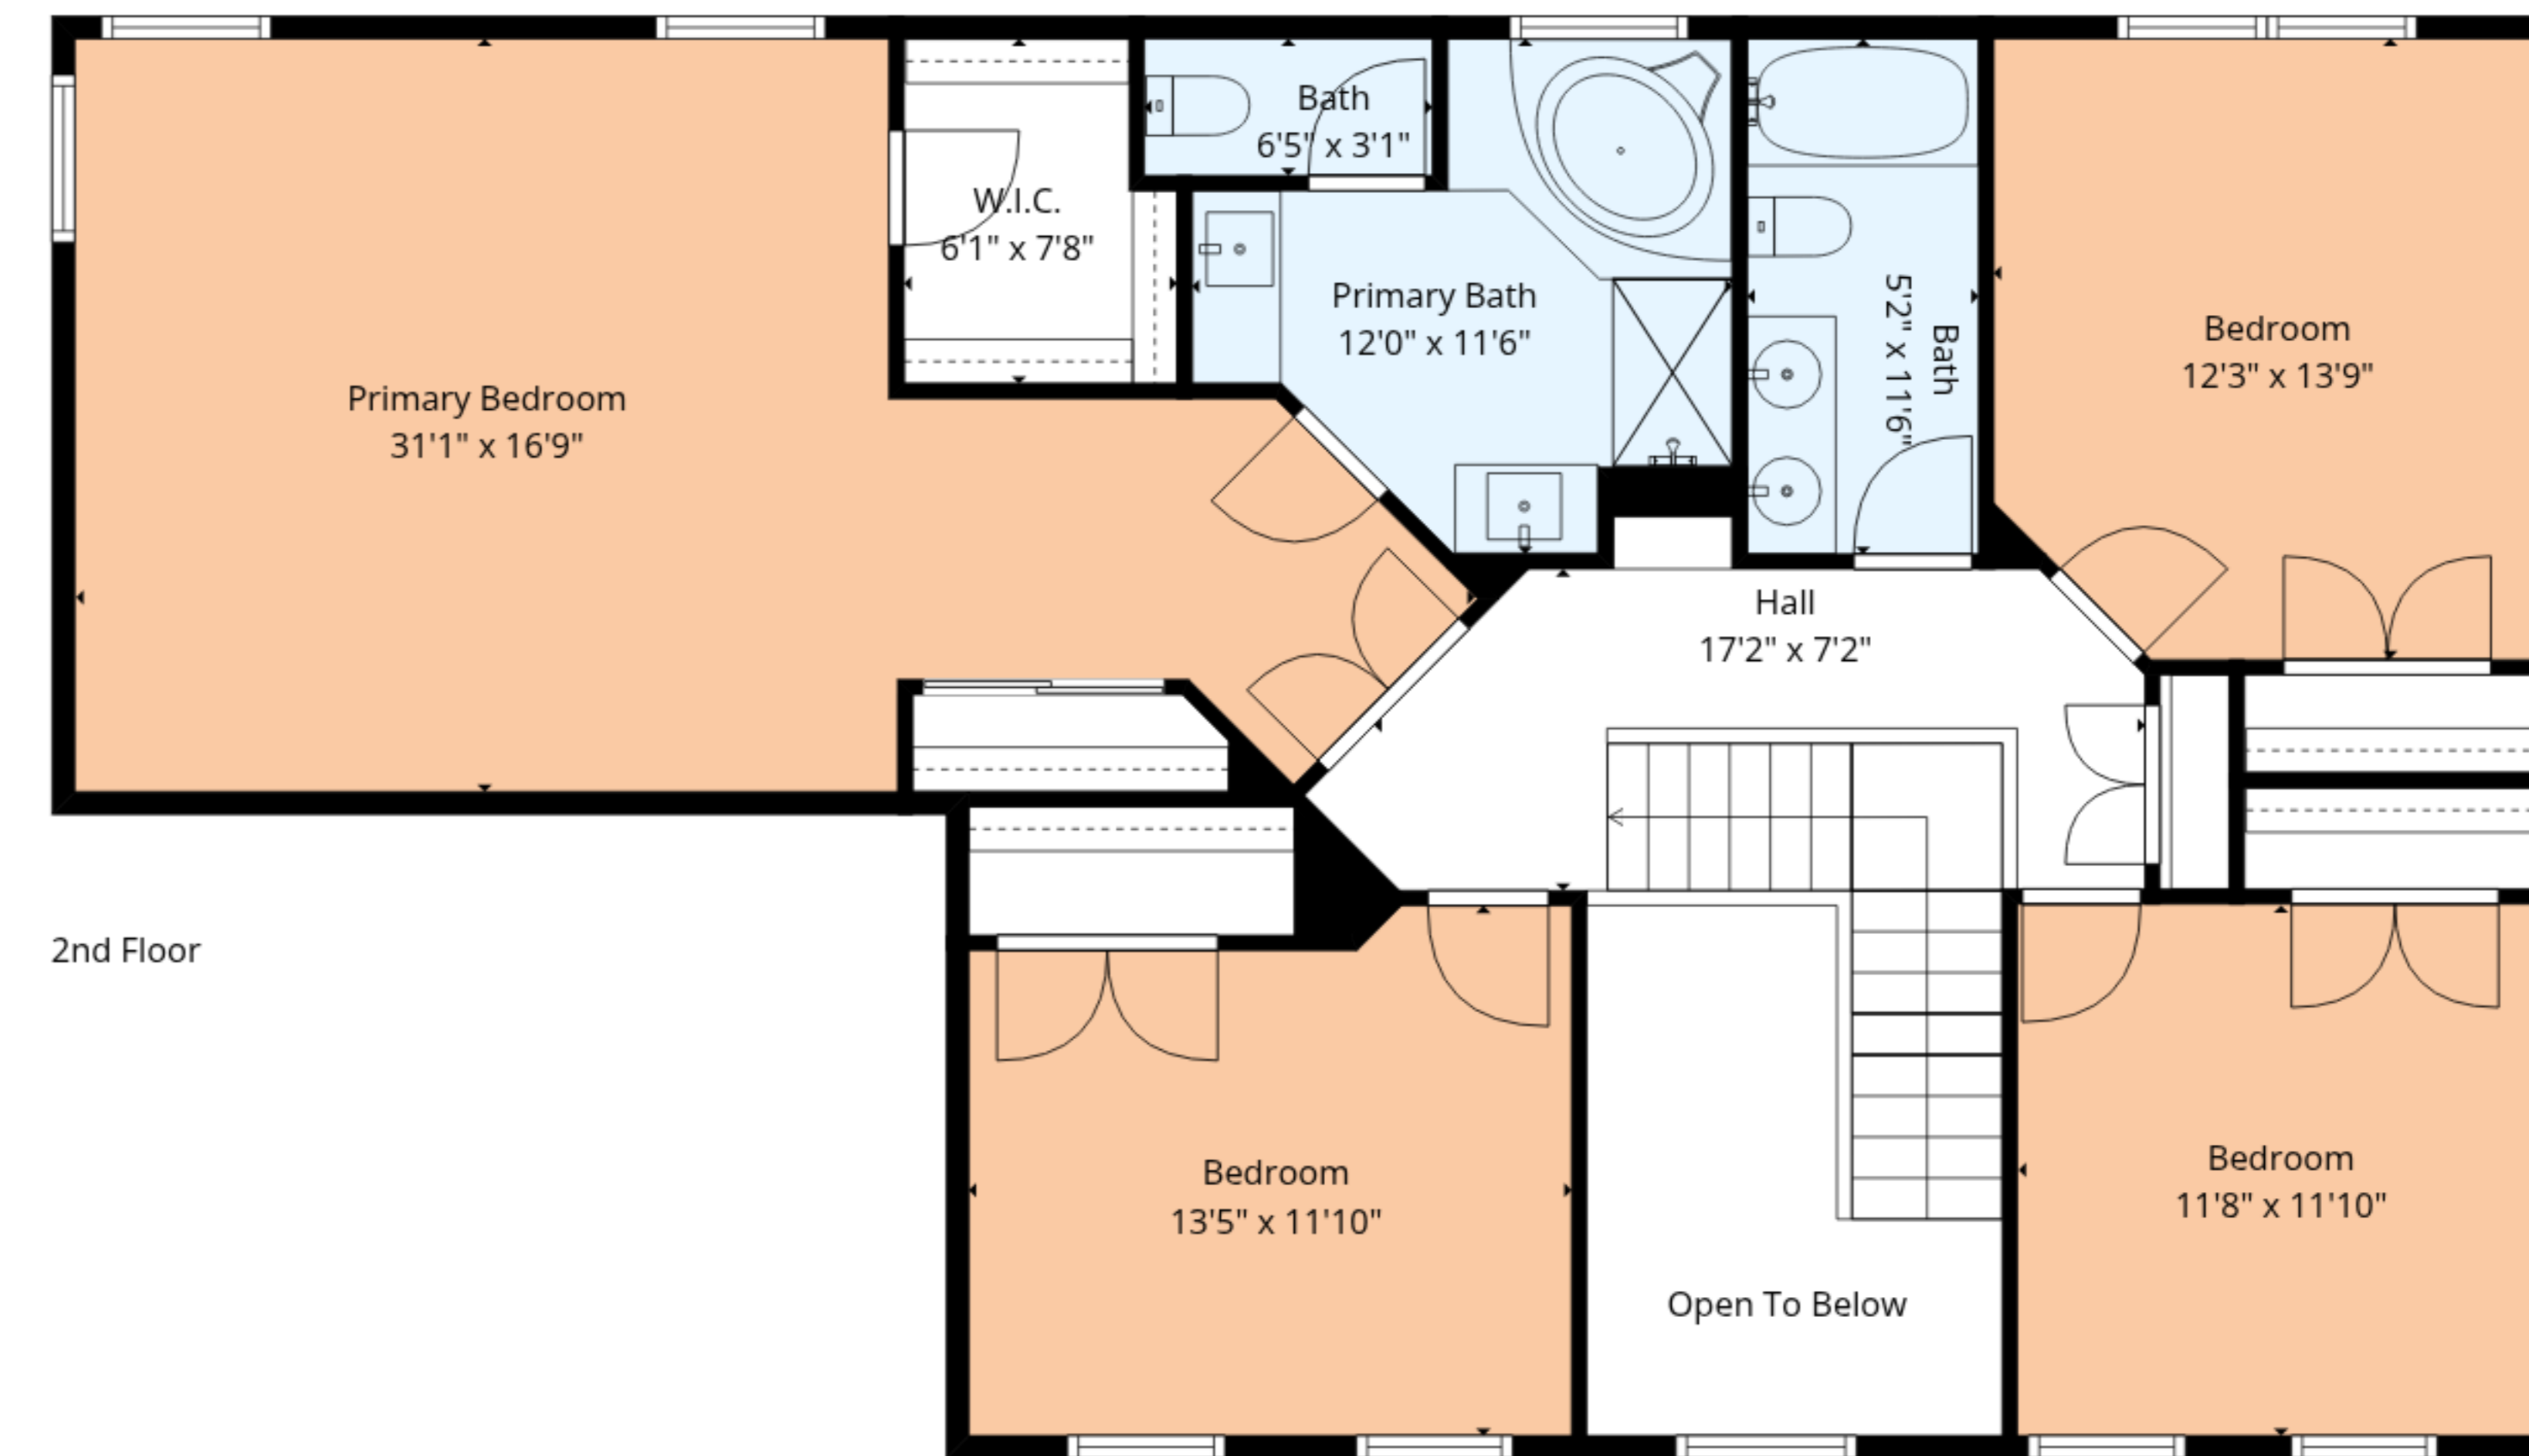 Bath
6'5" x 3'1"
W.I.C.
6'1" x 7'8"
Primary Bath
12'0" x 11'6"
Bath
5'2" x 11'6"
Bedroom
12'3" x 13'9"
Primary Bedroom
31'1" x 16'9"
Hall
17'2" x 7'2"
2nd Floor
Bedroom
13'5" x 11'10"
Bedroom
11'8" x 11'10"
Open To Below